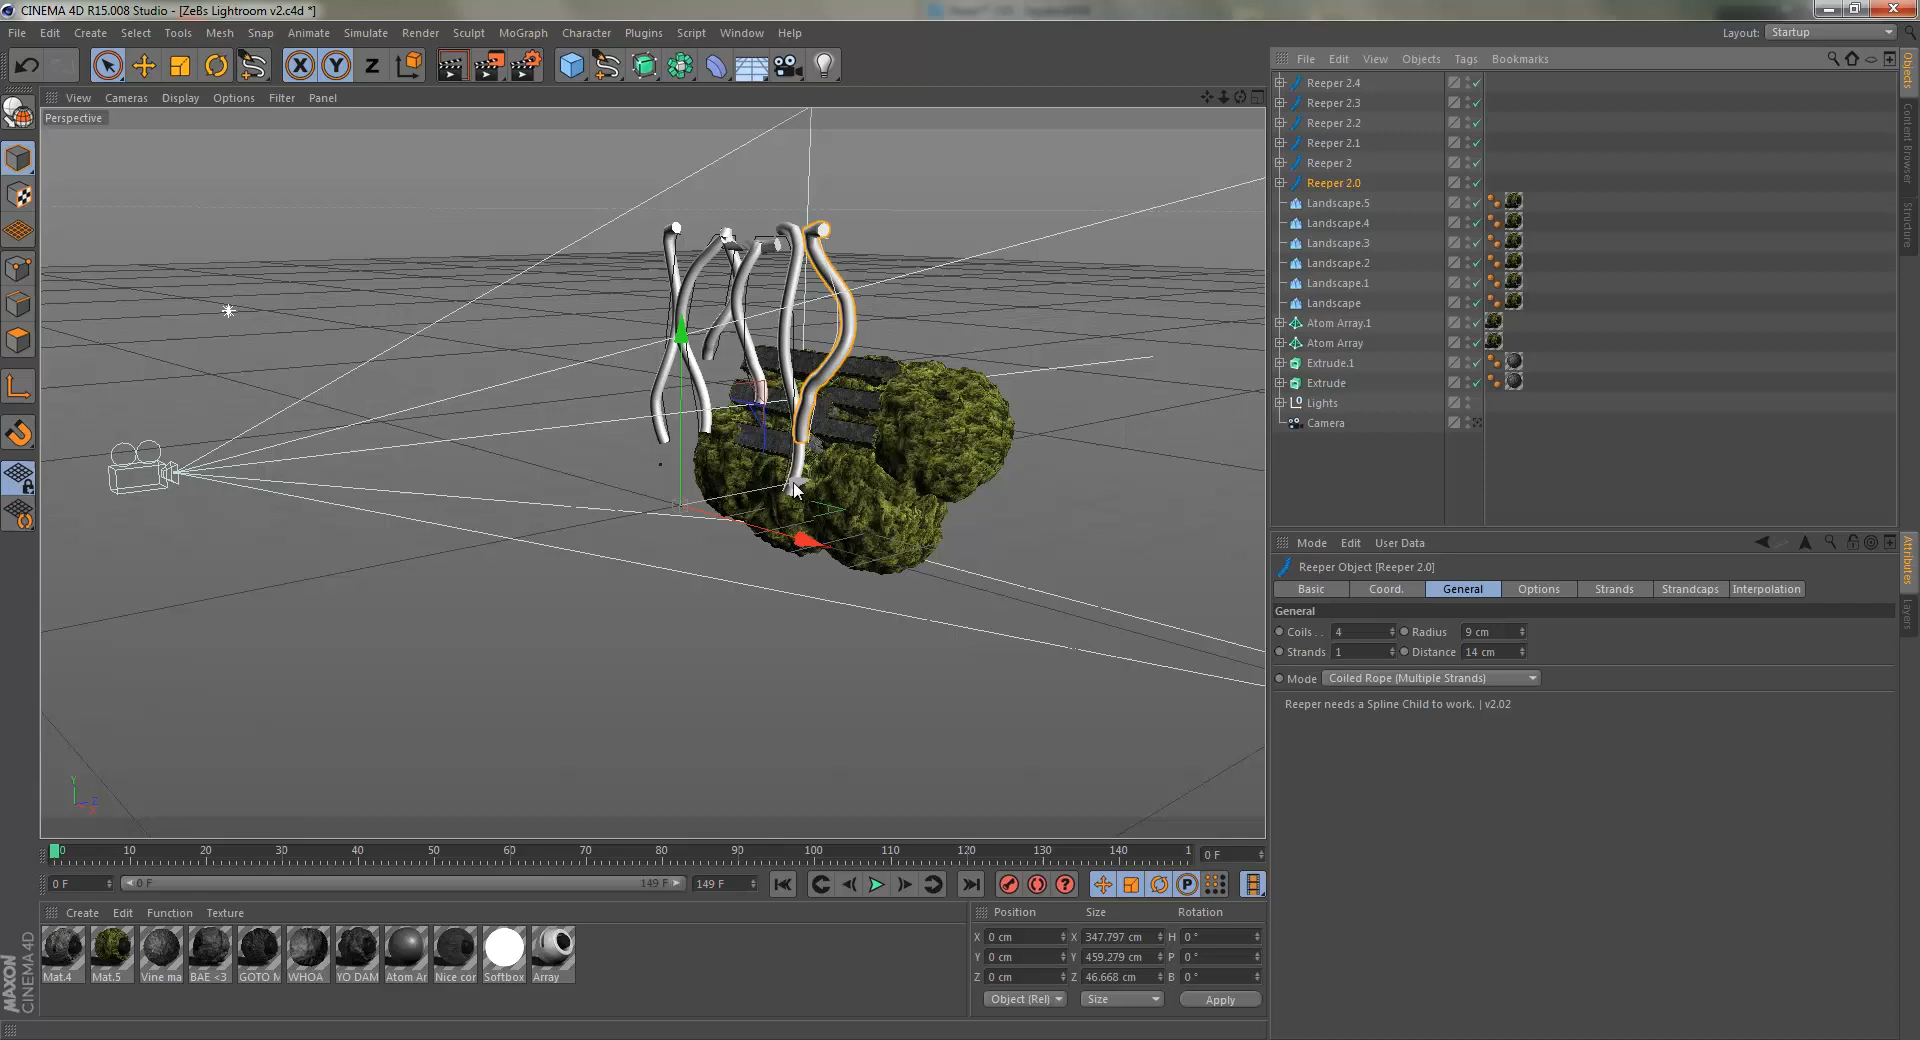 CINEMA 4D R15.008 Studio - [ZeBs Lightroom v2.c4d *]
File Edit Create Select Tools Mesh Snap Animate Simulate Render Sculpt MoGraph Character Plugins Script Window Help
Layout: Startup
X Y Z
File Edit View Objects Tags Bookmarks
View Cameras Display Options Filter Panel
Perspective
Reeper 2.4
Reeper 2.3
Reeper 2.2
Reeper 2.1
Reeper 2
Reeper 2.0
Landscape.5
Landscape.4
Landscape.3
Landscape.2
Landscape.1
Landscape
Atom Array.1
Atom Array
Extrude.1
Extrude
Lights
Camera
Objects
Content Browser
Structure
Mode Edit User Data
Reeper Object [Reeper 2.0]
Basic Coord. General Options Strands Strandcaps Interpolation
General
Coils . . 4 Radius 9 cm
Strands 1 Distance 14 cm
Mode Coiled Rope (Multiple Strands)
Reeper needs a Spline Child to work. | v2.02
Attributes
Layers
Y
Z
X
0 10 20 30 40 50 60 70 80 90 100 110 120 130 140 1 0 F
0 F 0 F 149 F 149 F
P
Create Edit Function Texture
Mat.4 Mat.5 Vine ma BAE <3 GOTO M WHOA YO DAM Atom Ar Nice cor Softbox Array
Position Size Rotation
X 0 cm X 347.797 cm H 0 °
Y 0 cm Y 459.279 cm P 0 °
Z 0 cm Z 46.668 cm B 0 °
Object (Rel) Size Apply
MAXON
CINEMA 4D